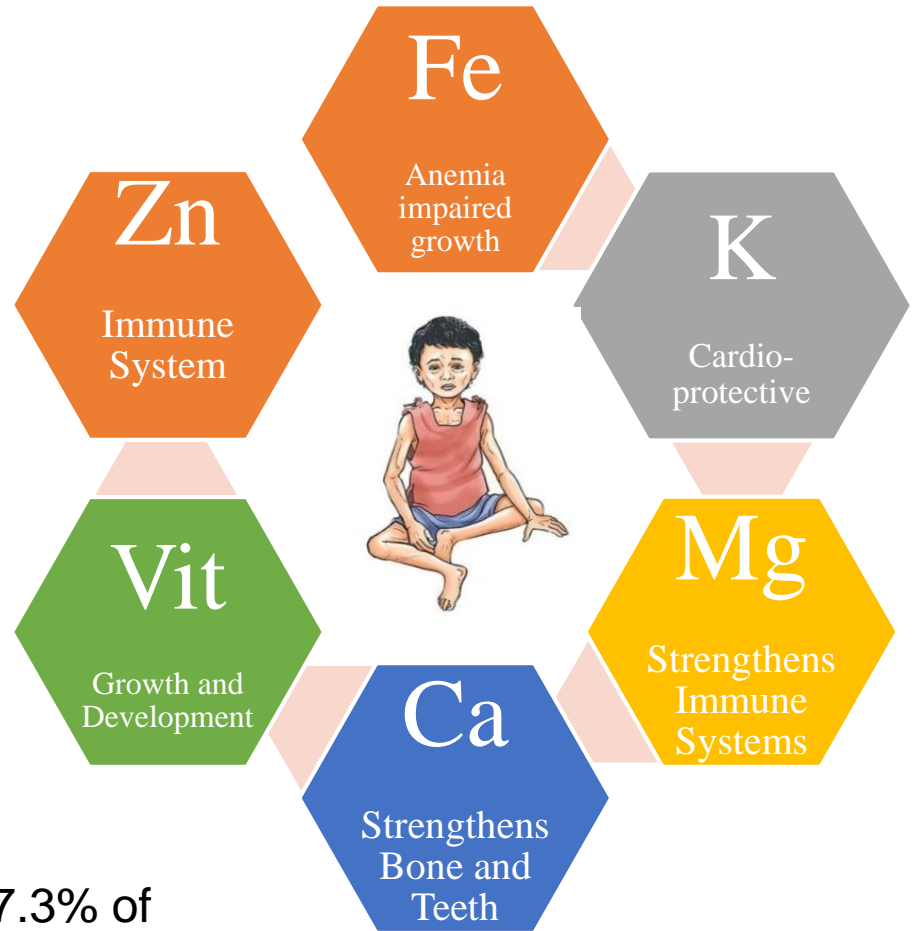 Fe
Anemia
impaired
growth
K
Cardio-
protective
Mg
Strengthens
Immune
Systems
Ca
Strengthens
Bone and
Teeth
Vit
Growth and
Development
Zn
Immune
System
7.3% of